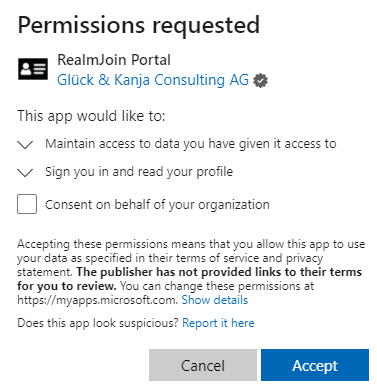 Permissions requested
RealmJoin Portal
Glück & Kanja Consulting AG
This app would like to:
Maintain access to data you have given it access to
Sign you in and read your profile
Consent on behalf of your organization
Accepting these permissions means that you allow this app to use
your data as specified in their terms of service and privacy
statement. The publisher has not provided links to their terms
for you to review. You can change these permissions at
https://myapps.microsoft.com. Show details
Does this app look suspicious? Report it here
Cancel
Accept